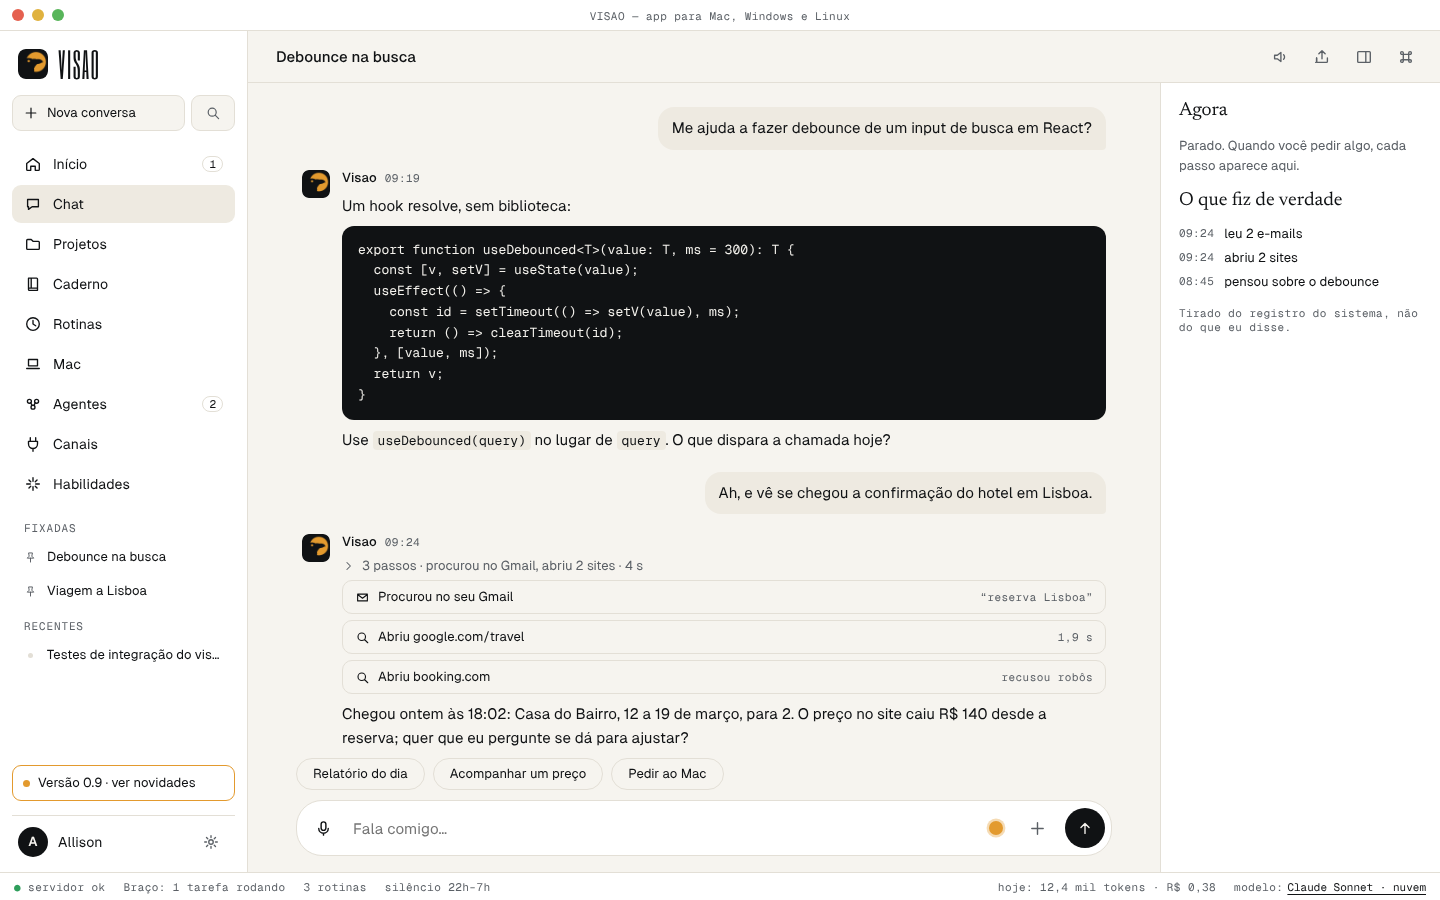 VISAO — app para Mac, Windows e Linux
VISAO
Nova conversa
Início 1
Chat
Projetos
Caderno
Rotinas
Mac
Agentes 2
Canais
Habilidades
FIXADAS
Debounce na busca
Viagem a Lisboa
RECENTES
Testes de integração do vis…
Versão 0.9 · ver novidades
A Allison
Debounce na busca
Me ajuda a fazer debounce de um input de busca em React?
Visao 09:19
Um hook resolve, sem biblioteca:
export function useDebounced<T>(value: T, ms = 300): T {
  const [v, setV] = useState(value);
  useEffect(() => {
    const id = setTimeout(() => setV(value), ms);
    return () => clearTimeout(id);
  }, [value, ms]);
  return v;
}
Use useDebounced(query) no lugar de query. O que dispara a chamada hoje?
Ah, e vê se chegou a confirmação do hotel em Lisboa.
Visao 09:24
3 passos · procurou no Gmail, abriu 2 sites · 4 s
Procurou no seu Gmail “reserva Lisboa”
Abriu google.com/travel 1,9 s
Abriu booking.com recusou robôs
Chegou ontem às 18:02: Casa do Bairro, 12 a 19 de março, para 2. O preço no site caiu R$ 140 desde a
reserva; quer que eu pergunte se dá para ajustar?
Relatório do dia
Acompanhar um preço
Pedir ao Mac
Fala comigo…
Agora
Parado. Quando você pedir algo, cada
passo aparece aqui.
O que fiz de verdade
09:24 leu 2 e-mails
09:24 abriu 2 sites
08:45 pensou sobre o debounce
Tirado do registro do sistema, não
do que eu disse.
servidor ok Braço: 1 tarefa rodando 3 rotinas silêncio 22h–7h
hoje: 12,4 mil tokens · R$ 0,38 modelo: Claude Sonnet · nuvem